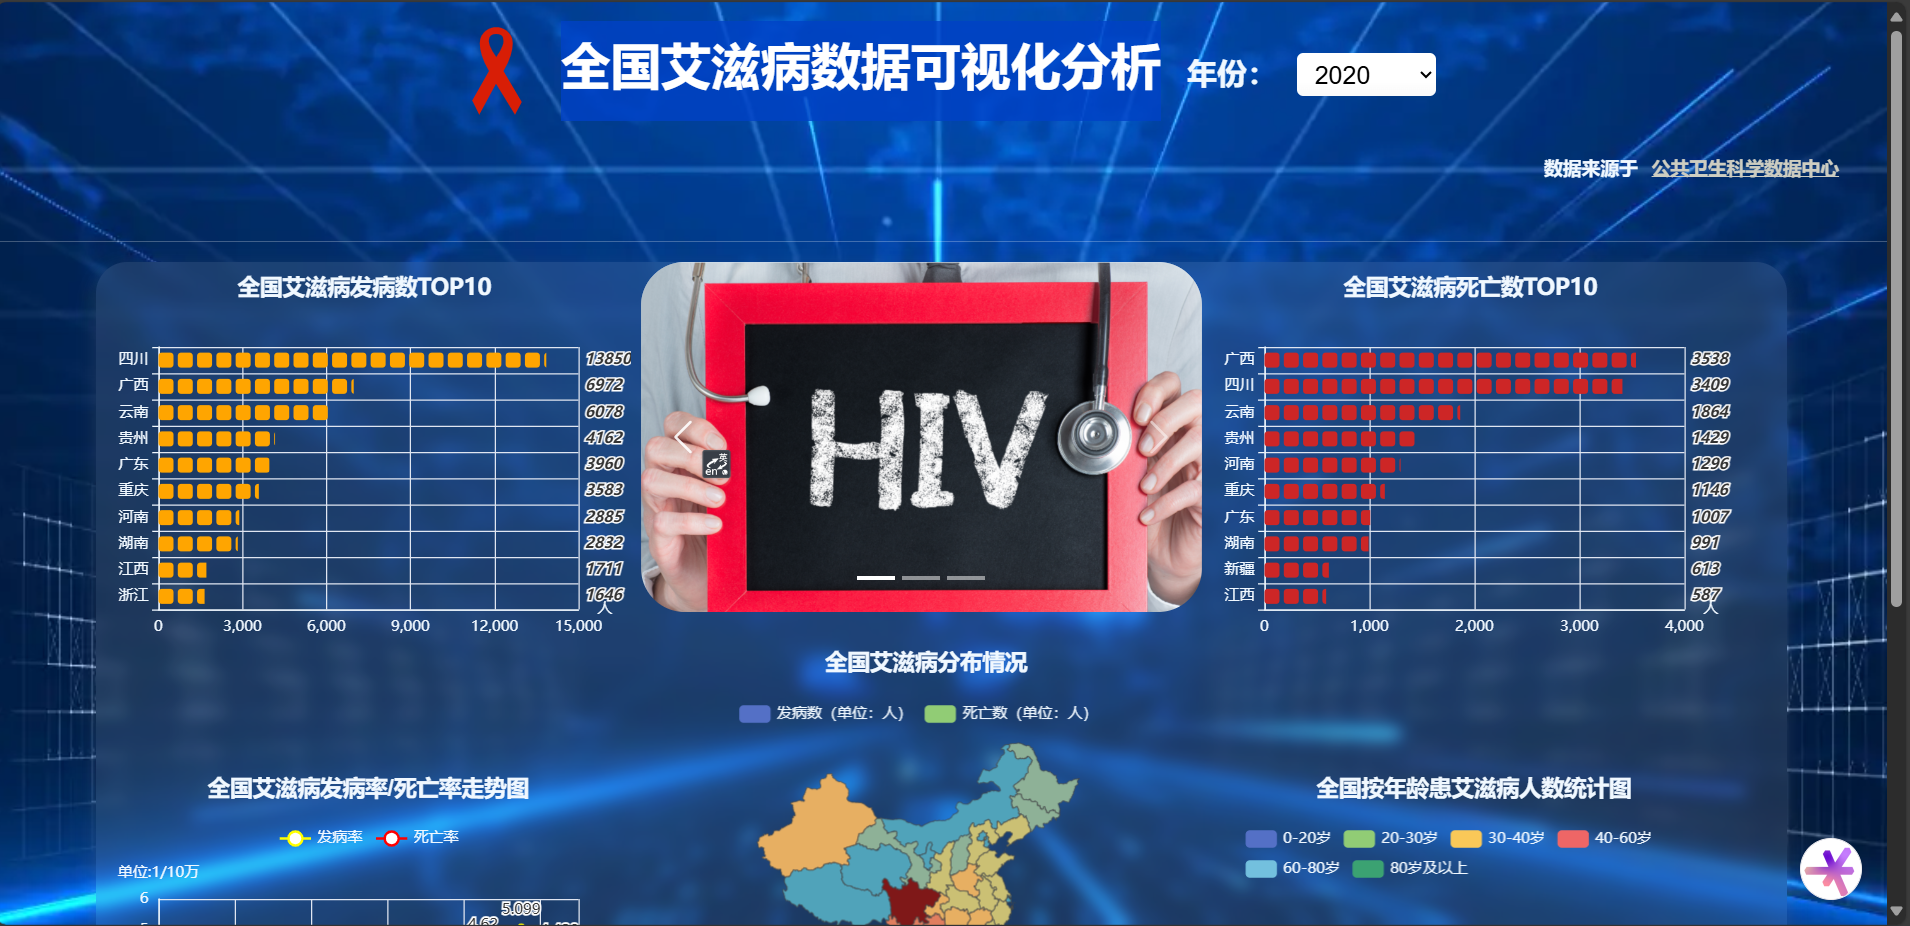 全国艾滋病数据可视化分析
年份：
2020
数据来源于 公共卫生科学数据中心
全国艾滋病发病数TOP10
四川 13850
广西 6972
云南 6078
贵州 4162
广东 3960
重庆 3583
河南 2885
湖南 2832
江西 1711
浙江 1646
人
0 3,000 6,000 9,000 12,000 15,000
HIV
英
en
全国艾滋病死亡数TOP10
广西 3538
四川 3409
云南 1864
贵州 1429
河南 1296
重庆 1146
广东 1007
湖南 991
新疆 613
江西 587
人
0 1,000 2,000 3,000 4,000
全国艾滋病分布情况
发病数（单位：人） 死亡数（单位：人）
全国艾滋病发病率/死亡率走势图
发病率 死亡率
单位:1/10万
6
5.099
全国按年龄患艾滋病人数统计图
0-20岁 20-30岁 30-40岁 40-60岁
60-80岁 80岁及以上